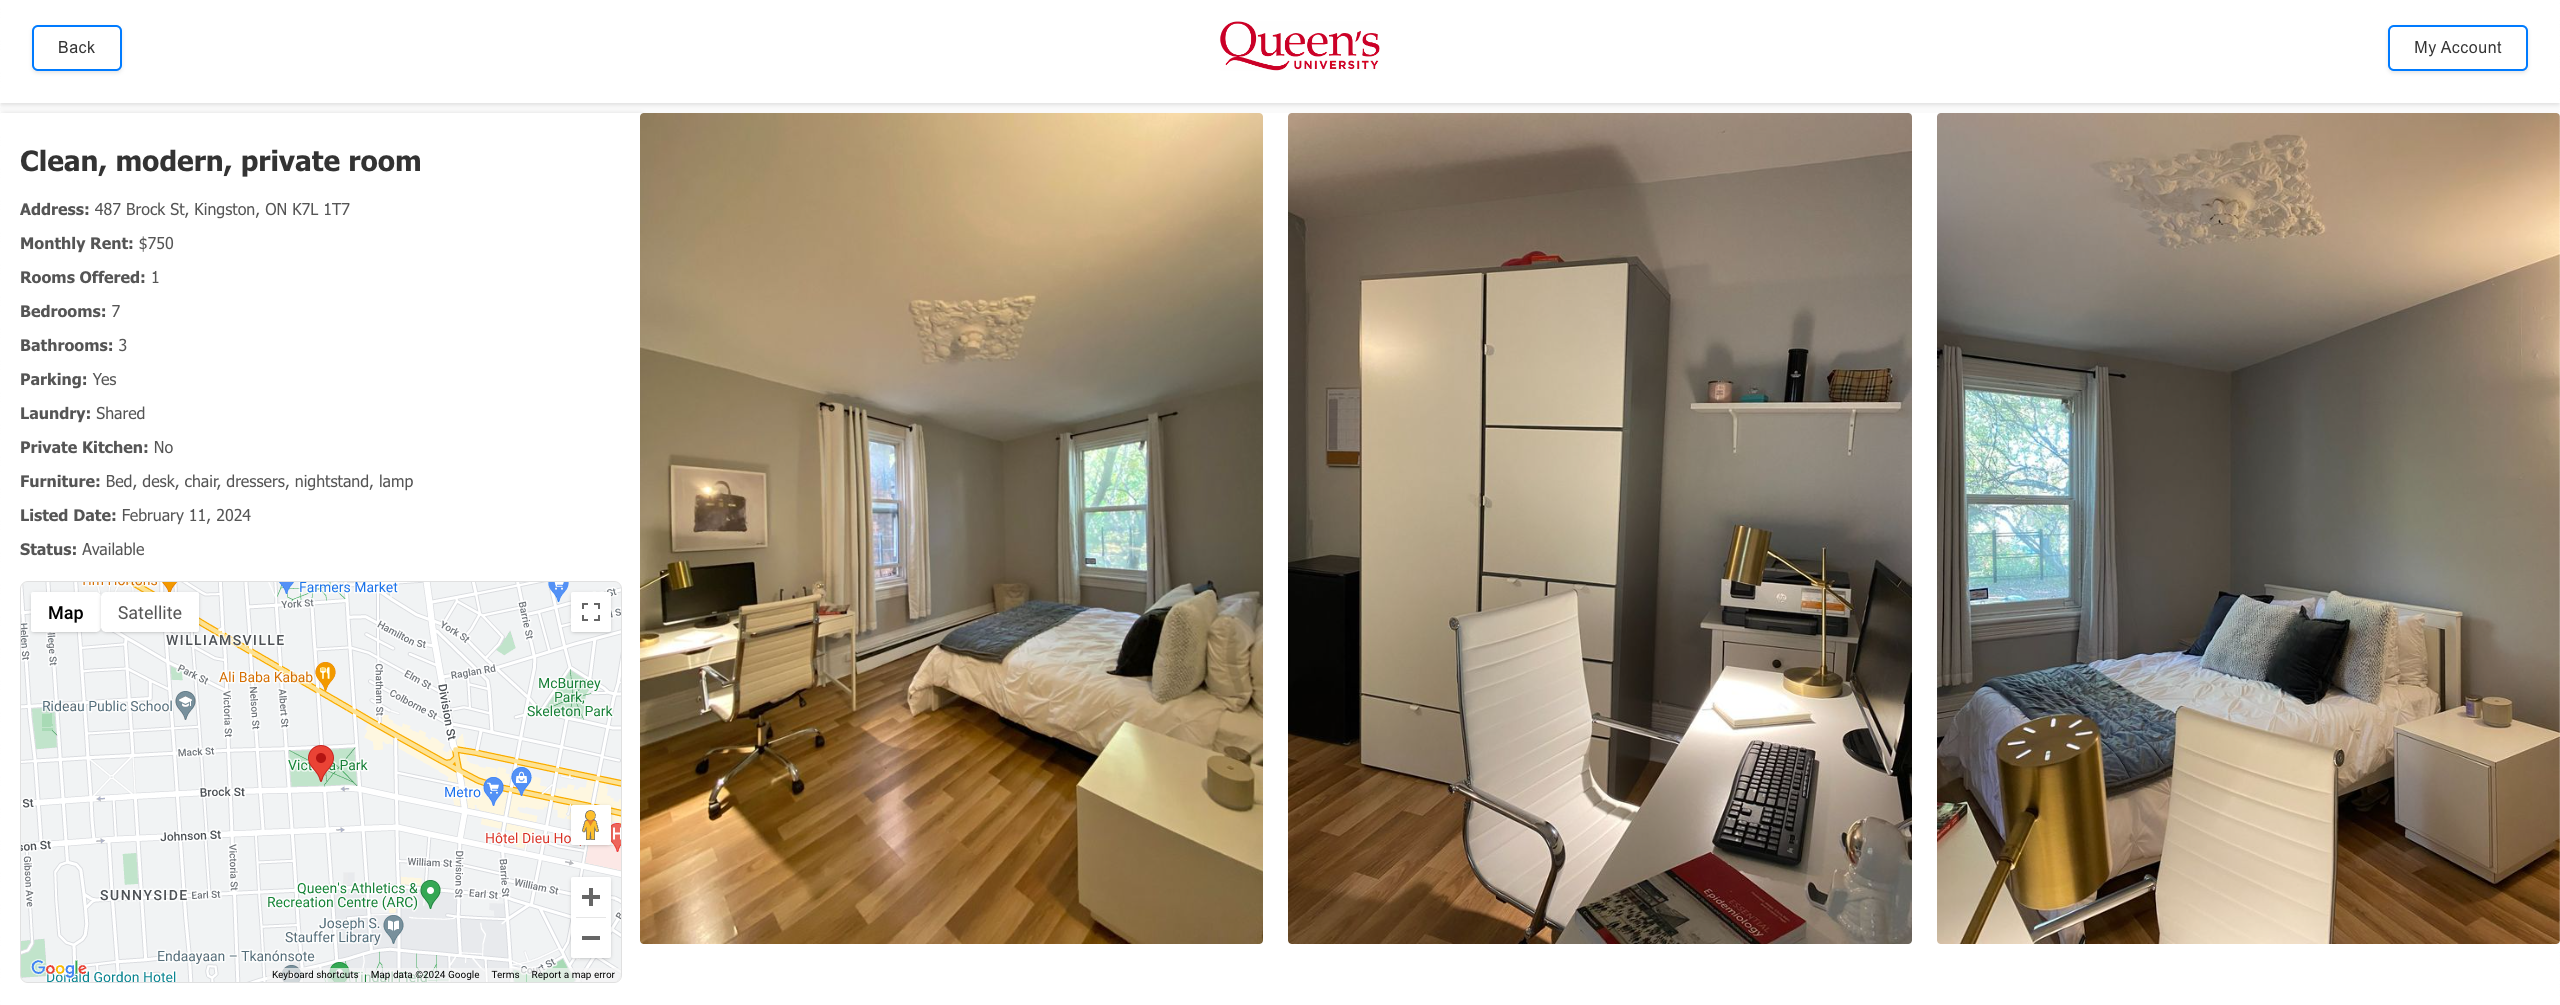 Back
Queen's
UNIVERSITY
My Account
Clean, modern, private room
Address: 487 Brock St, Kingston, ON K7L 1T7
Monthly Rent: $750
Rooms Offered: 1
Bedrooms: 7
Bathrooms: 3
Parking: Yes
Laundry: Shared
Private Kitchen: No
Furniture: Bed, desk, chair, dressers, nightstand, lamp
Listed Date: February 11, 2024
Status: Available
Farmers Market
York St
Map
Satellite
Barrie St
Hamilton St
York St
Helen St
WILLIAMSVILLE
Raglan Rd
Park St
Ali Baba Kabab
Elm St
Chatham St
McBurney
Park,
Skeleton Park
Colborne St
Division St
Victoria St
Nelson St
Albert St
Rideau Public School
Mack St
Park
Brock St
Metro
St
Johnson St
Hôtel Dieu Ho
son St
Victoria St
William St
Division St
Barrie St
Gibson Ave
SUNNYSIDE
Earl St
Queen's Athletics &
Recreation Centre (ARC)
Earl St
William St
Joseph S.
Stauffer Library
Endaayaan – Tkanónsote
Google
Donald Gordon Hotel
Keyboard shortcuts
Map data ©2024 Google
Terms
Report a map error
hp
ESSENTIAL
Epidemiology